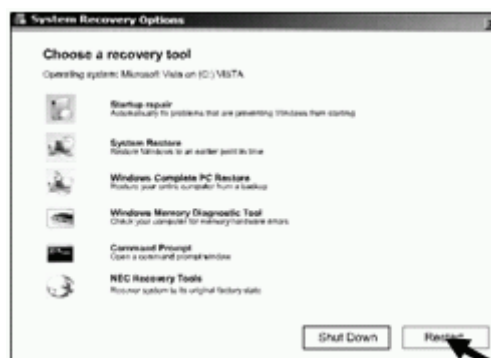 System Recovery Options
Choose a recovery tool
Operating system: Microsoft Vista on (C:) VISTA
Startup repair
Automatically fix problems that are preventing Windows from starting
System Restore
Restore Windows to an earlier point in time
Windows Complete PC Restore
Restore your entire computer from a backup
Windows Memory Diagnostic Tool
Check your computer for memory hardware errors
Command Prompt
Open a command prompt window
NEC Recovery Tools
Recover system to its original factory state
Shut Down
Restart